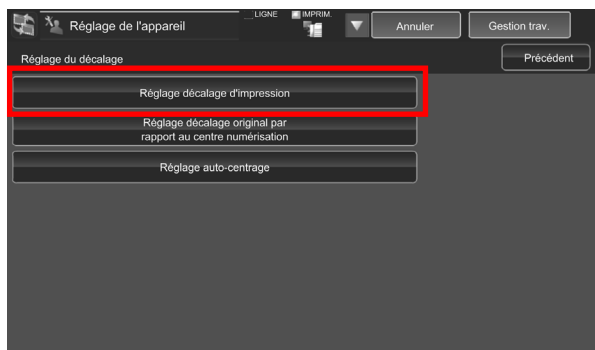 Réglage de l'appareil
__LIGNE
IMPRIM.
Annuler
Gestion trav.
Réglage du décalage
Précédent
Réglage décalage d'impression
Réglage décalage original par
rapport au centre numérisation
Réglage auto-centrage